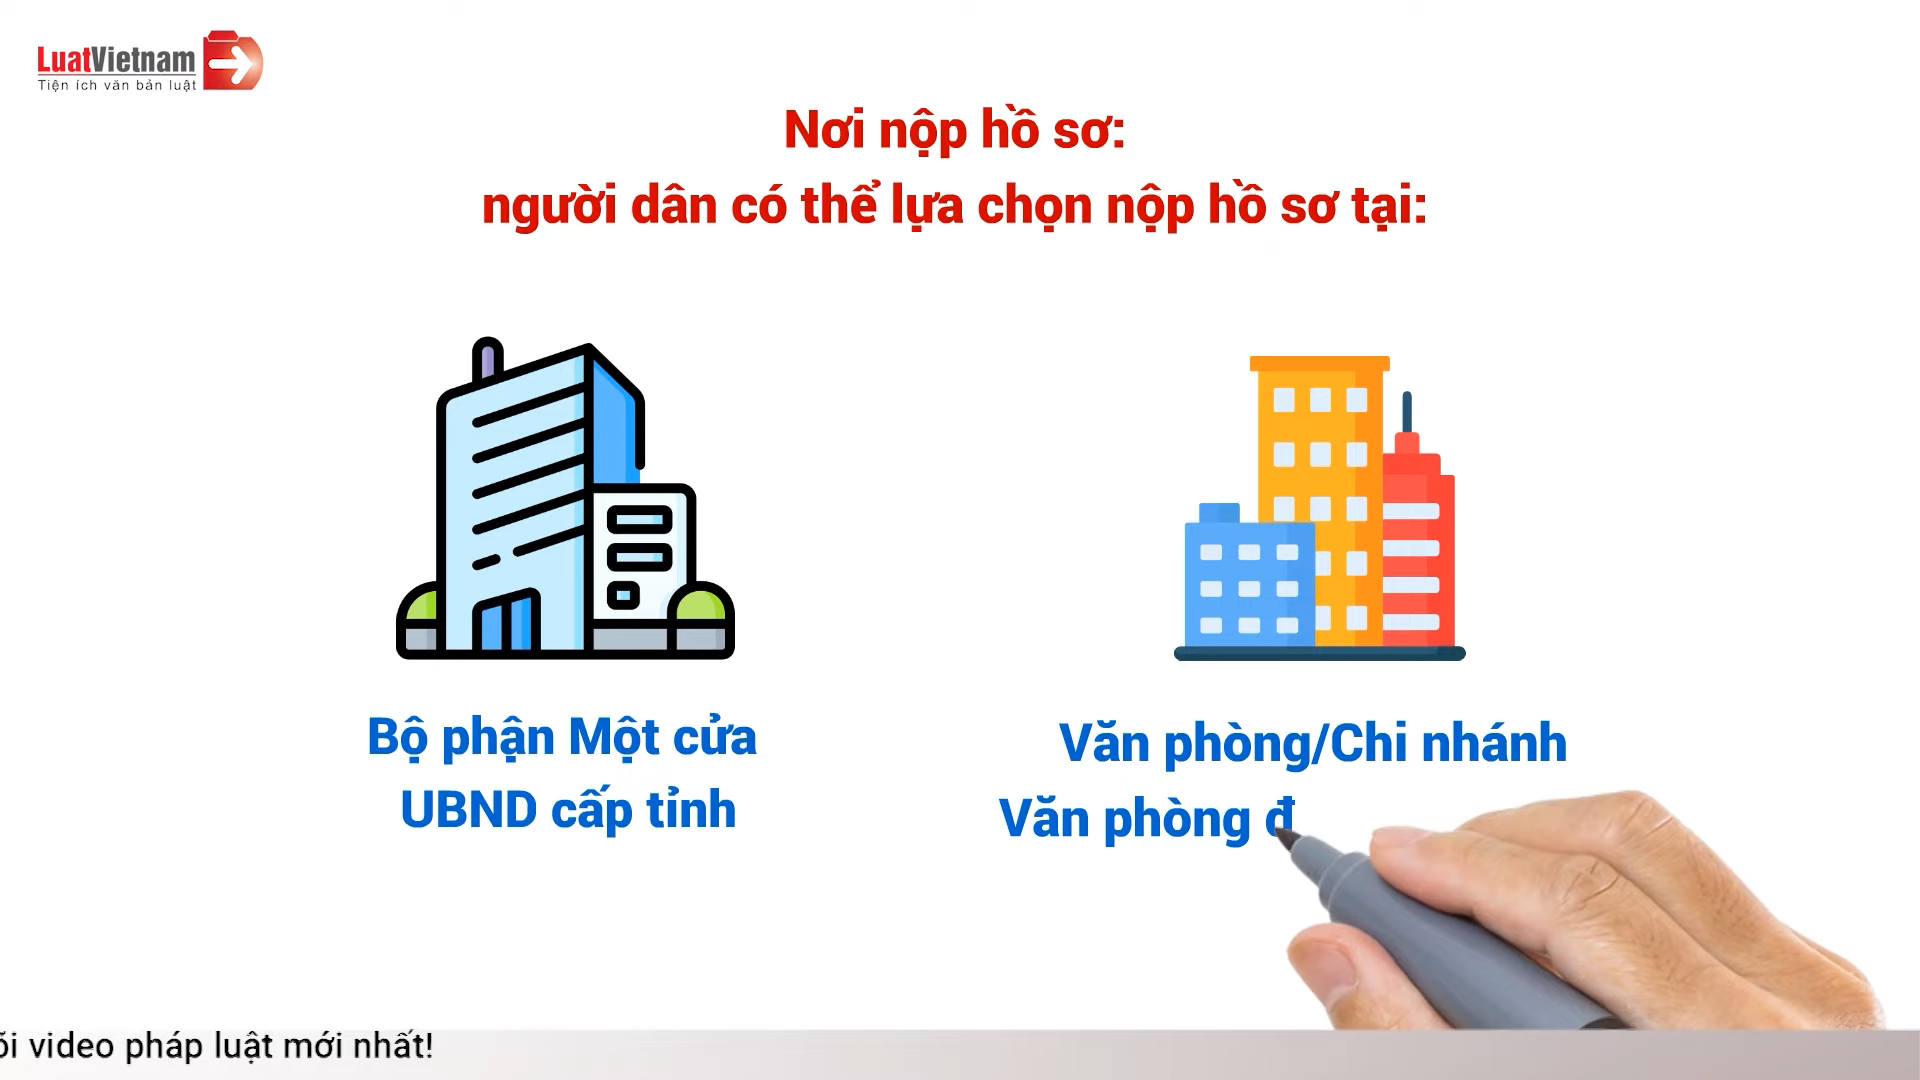 LuatVietnam
Tiện ích văn bản luật
Nơi nộp hồ sơ:
người dân có thể lựa chọn nộp hồ sơ tại:
Bộ phận Một cửa
UBND cấp tỉnh
Văn phòng/Chi nhánh
Văn phòng đ
video pháp luật mới nhất!